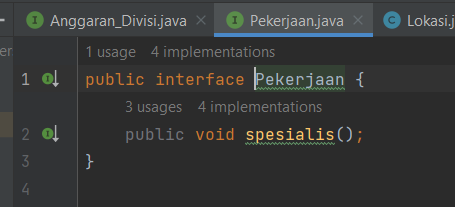 Anggaran_Divisi.java × Pekerjaan.java × Lokasi.j
1 usage 4 implementations
1 public interface Pekerjaan {
3 usages 4 implementations
2 public void spesialis();
3 }
4